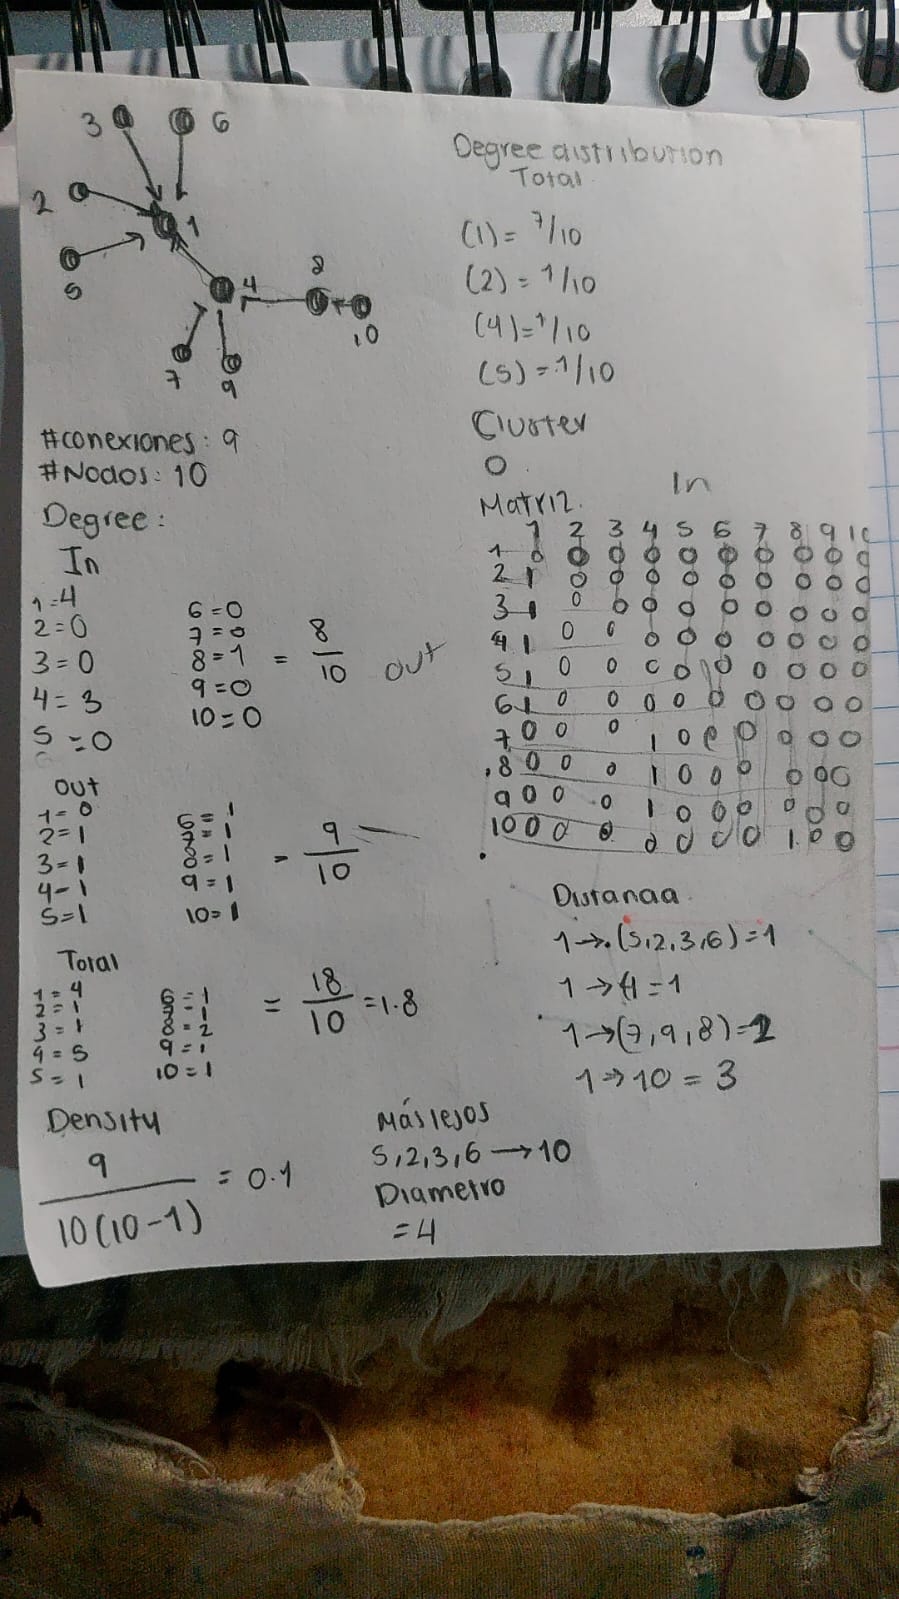 3 6
2 1
5 4 8
10
7 9
#conexiones: 9
#Nodos: 10
Degree:
In
1=4
2=0
3=0
4=3
5=0
6=0
7=0
8=1
9=0
10=0
= 8/10
out
1=0
2=1
3=1
4-1
5=1
6=1
7=1
8=1
9=1
10=1
= 9/10
Total
1=4
2=1
3=1
4=5
5=1
6=1
7=1
8=2
9=1
10=1
= 18/10 =1.8
Density
9/10(10-1) = 0.1
Degree distribution
Total
(1)= 7/10
(2)= 1/10
(4)=1/10
(5)=1/10
Cluster
0
Matriz. In
out
1 2 3 4 5 6 7 8 9 10
1 0 0 0 0 0 0 0 0 0 0
2 1 0 0 0 0 0 0 0 0 0
3 1 0 0 0 0 0 0 0 0 0
4 1 0 0 0 0 0 0 0 0 0
5 1 0 0 0 0 0 0 0 0 0
6 1 0 0 0 0 0 0 0 0 0
7 0 0 0 1 0 0 0 0 0 0
8 0 0 0 1 0 0 0 0 0 0
9 0 0 0 1 0 0 0 0 0 0
10 0 0 0 0 0 0 0 1 0 0
Distancia
1→(5,2,3,6)=1
1→4=1
1→(7,9,8)=2
1→10=3
Más lejos
5,2,3,6→10
Diametro
=4